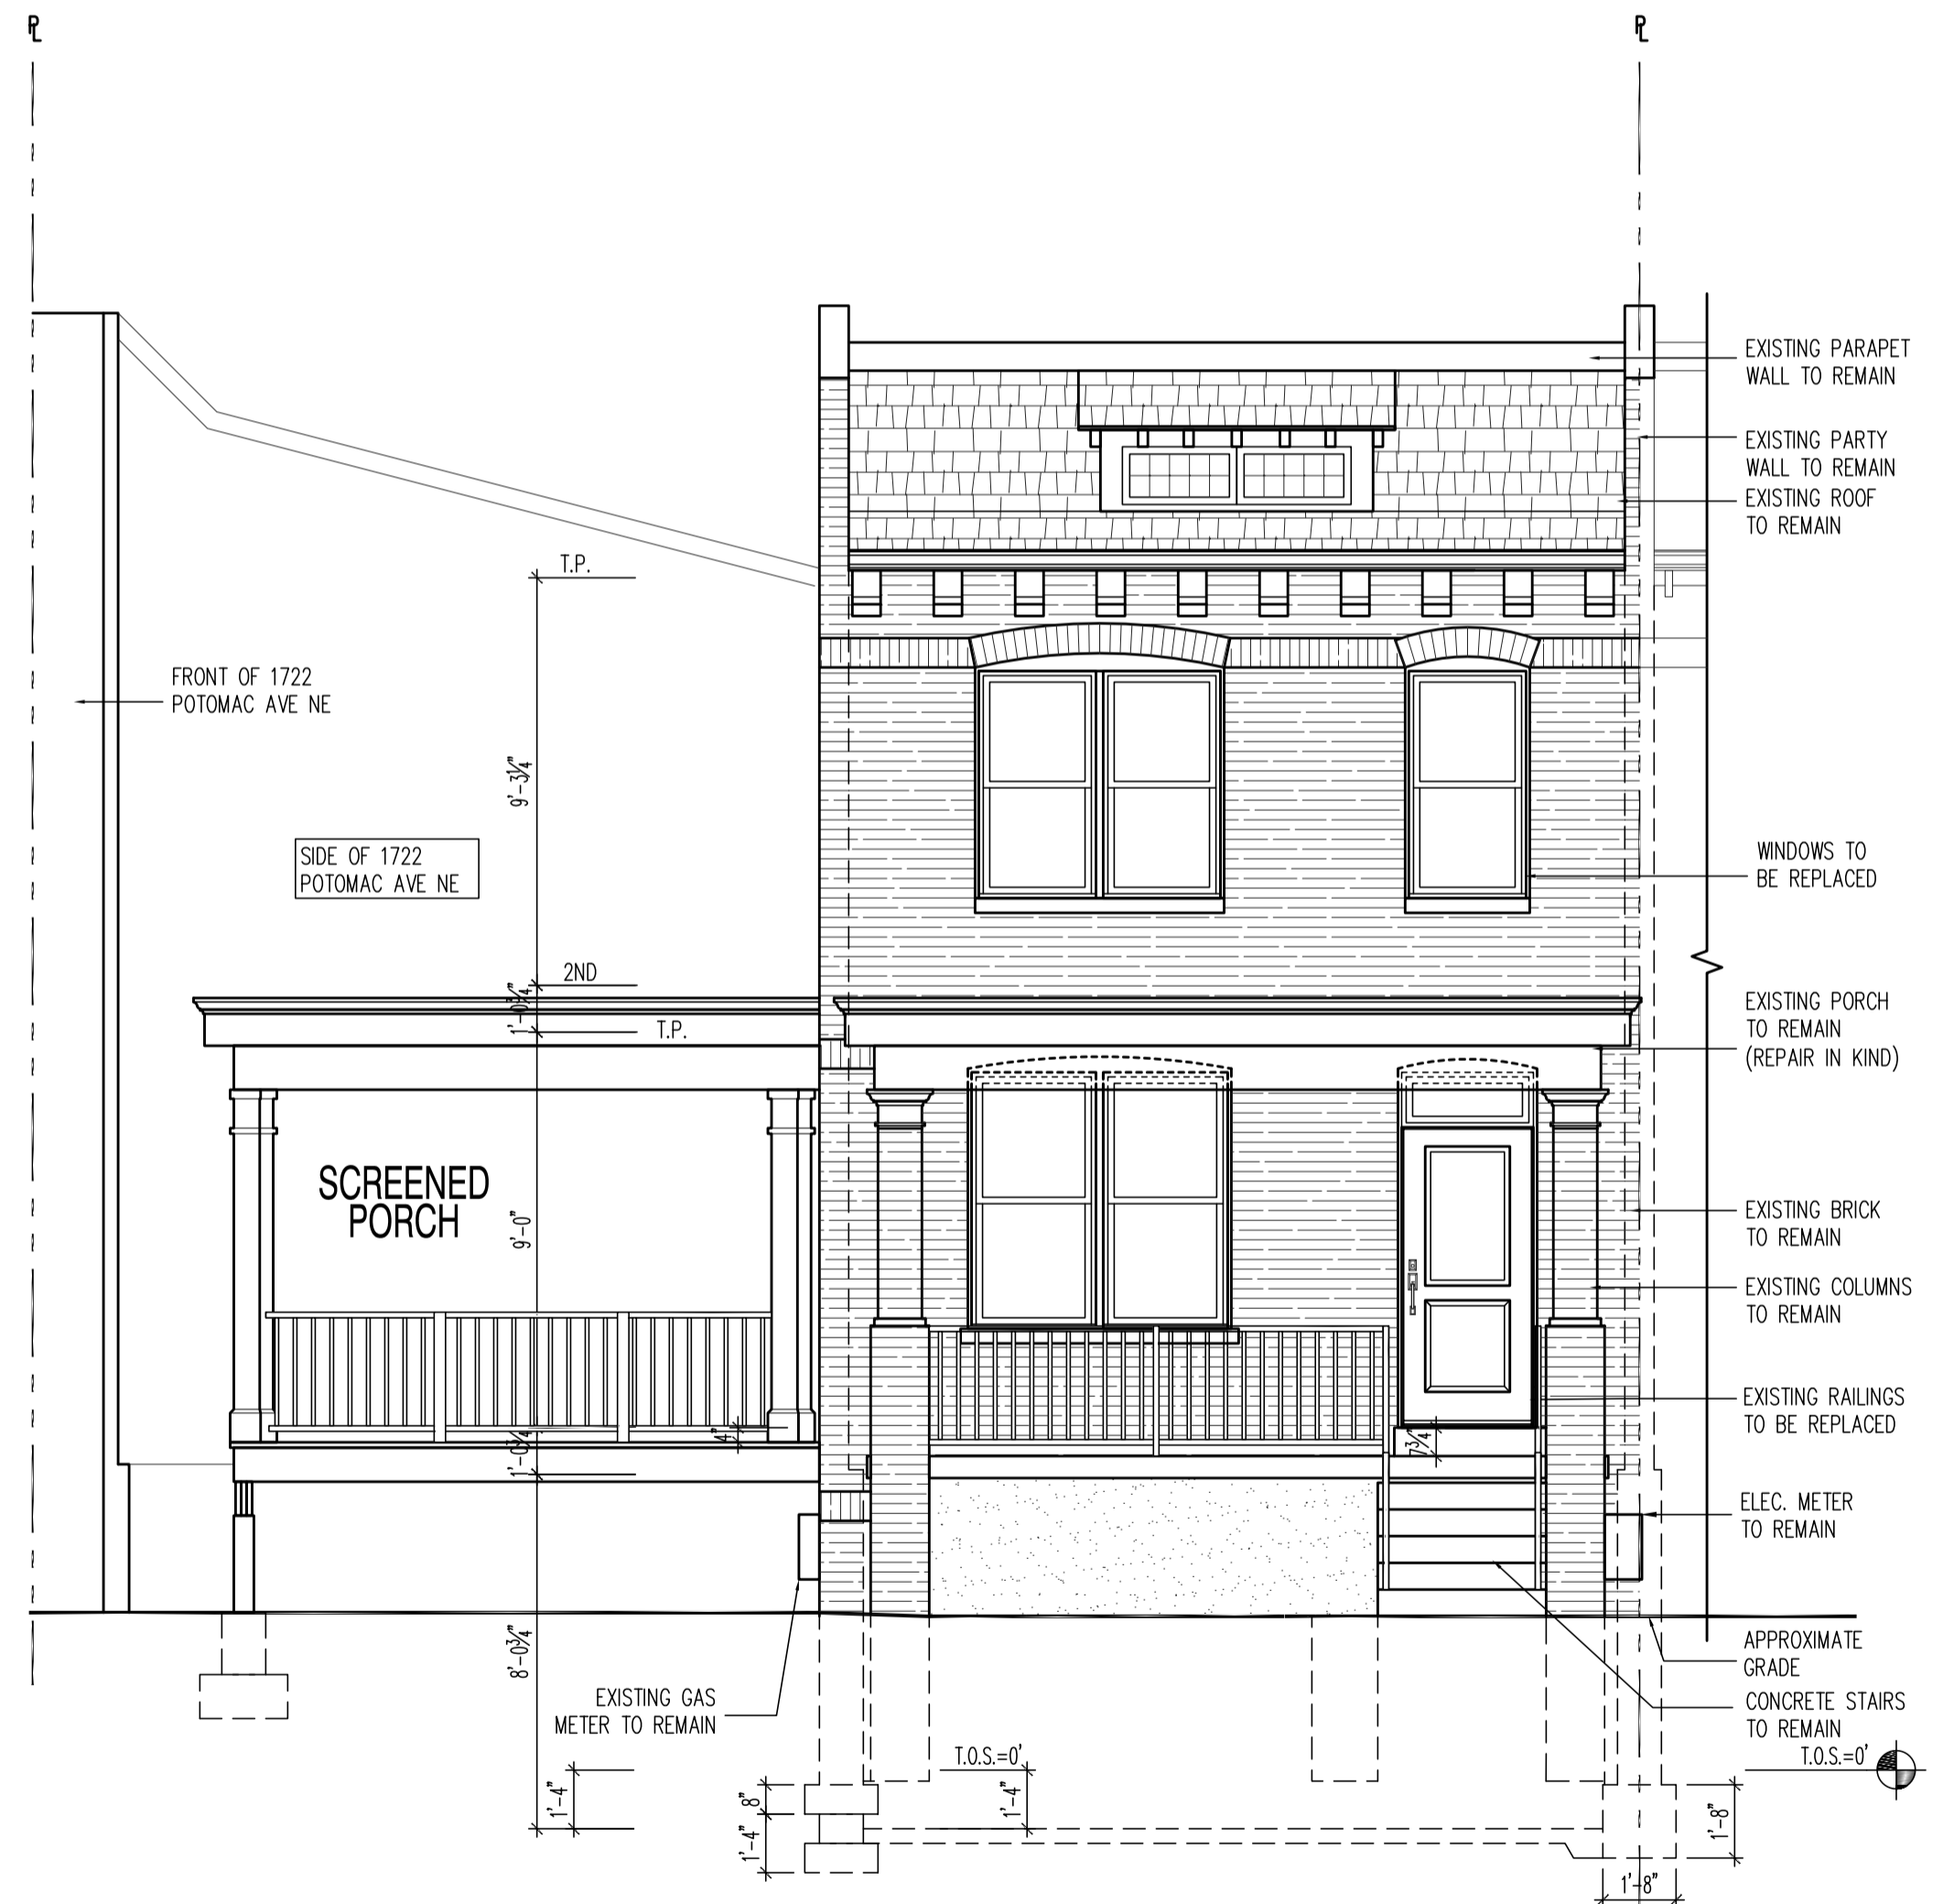 PL
PL
EXISTING PARAPET
WALL TO REMAIN
EXISTING PARTY
WALL TO REMAIN
EXISTING ROOF
TO REMAIN
T.P.
FRONT OF 1722
POTOMAC AVE NE
9'-3¼"
SIDE OF 1722
POTOMAC AVE NE
WINDOWS TO
BE REPLACED
2ND
1'-0¾"
T.P.
EXISTING PORCH
TO REMAIN
(REPAIR IN KIND)
SCREENED
PORCH
9'-0"
EXISTING BRICK
TO REMAIN
EXISTING COLUMNS
TO REMAIN
EXISTING RAILINGS
TO BE REPLACED
4"
1'-0¾"
7¾"
ELEC. METER
TO REMAIN
8'-0¾"
APPROXIMATE
GRADE
EXISTING GAS
METER TO REMAIN
CONCRETE STAIRS
TO REMAIN
T.O.S.=0'
T.O.S.=0'
1'-4"
8"
1'-4"
1'-4"
1'-8"
1'-8"